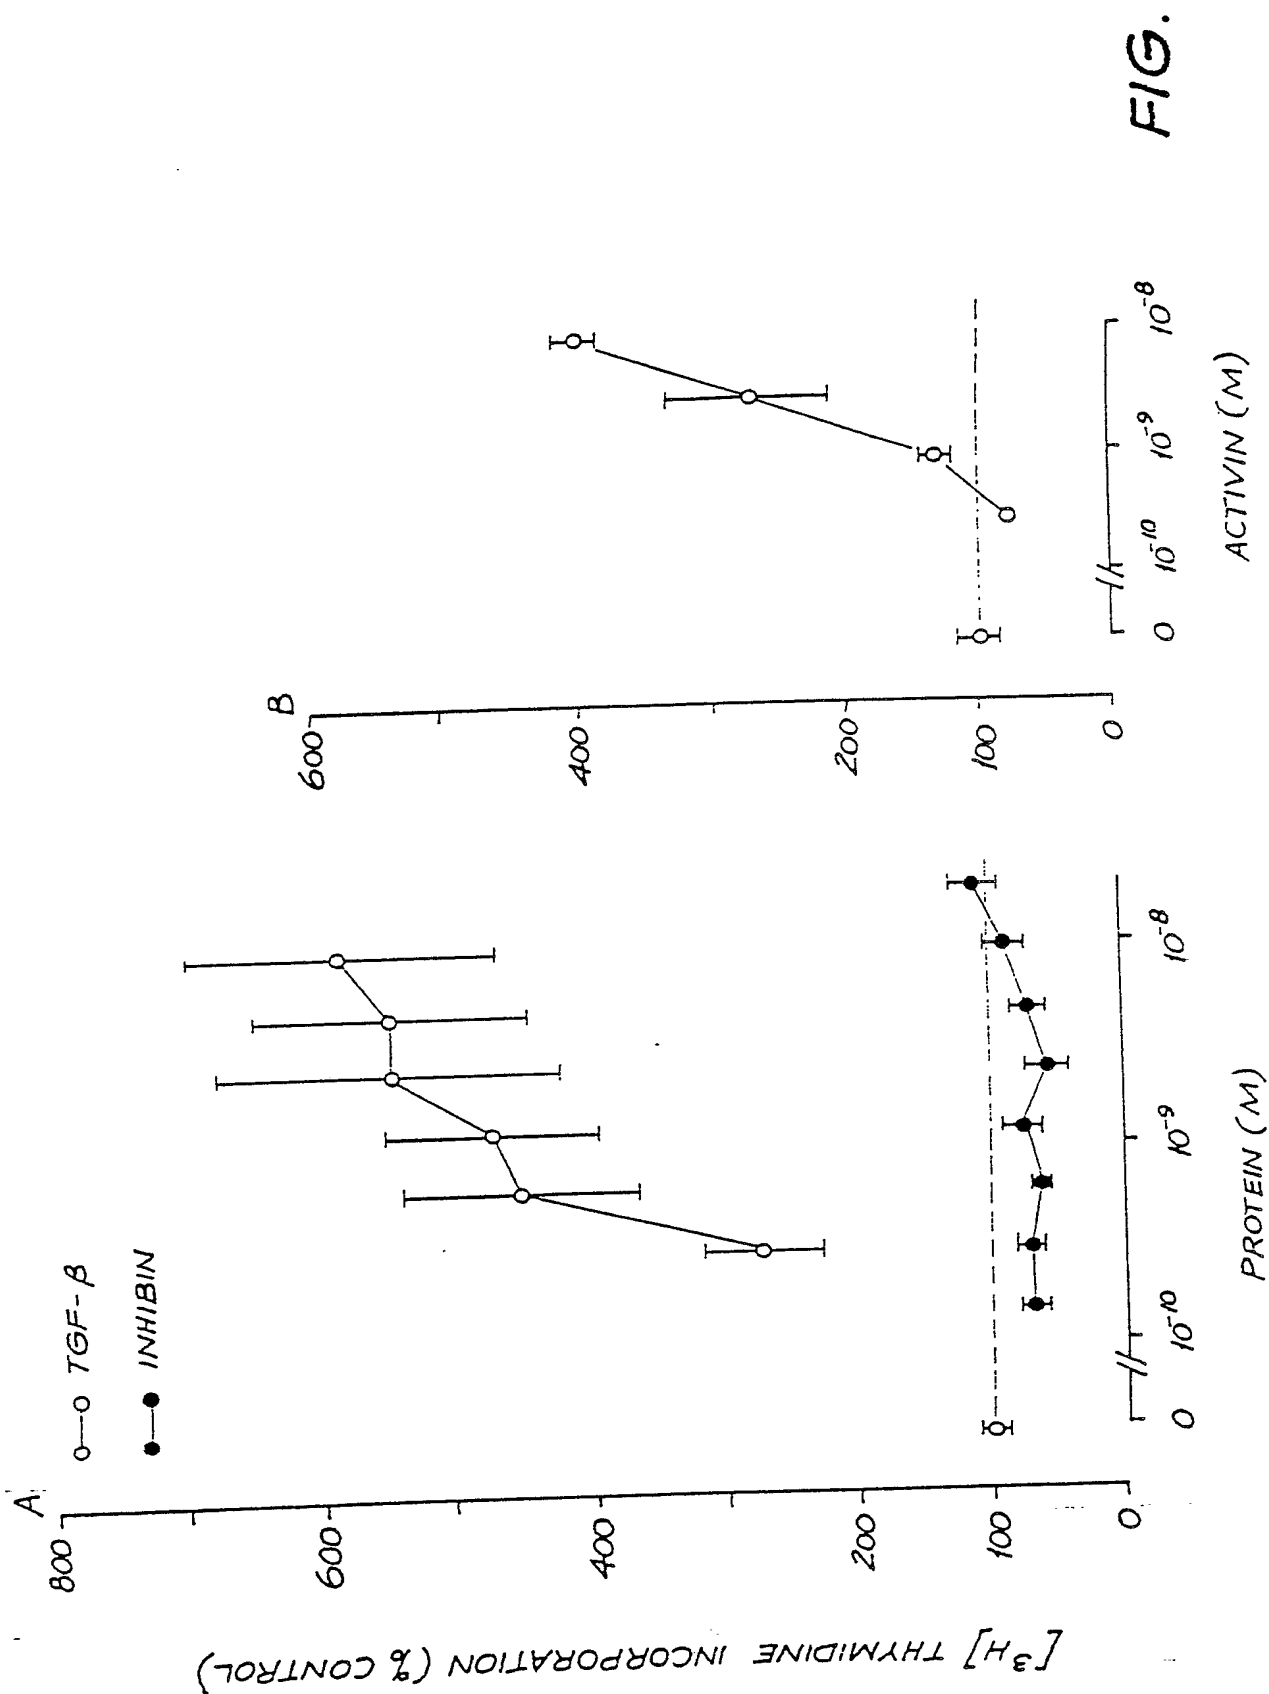 A
○—○ TGF-β
●—● INHIBIN
[³H] THYMIDINE INCORPORATION (% CONTROL)
800
600
400
200
100
0
0 10⁻¹⁰ 10⁻⁹ 10⁻⁸
PROTEIN (M)
B
600
400
200
100
0
0 10⁻¹⁰ 10⁻⁹ 10⁻⁸
ACTIVIN (M)
FIG.